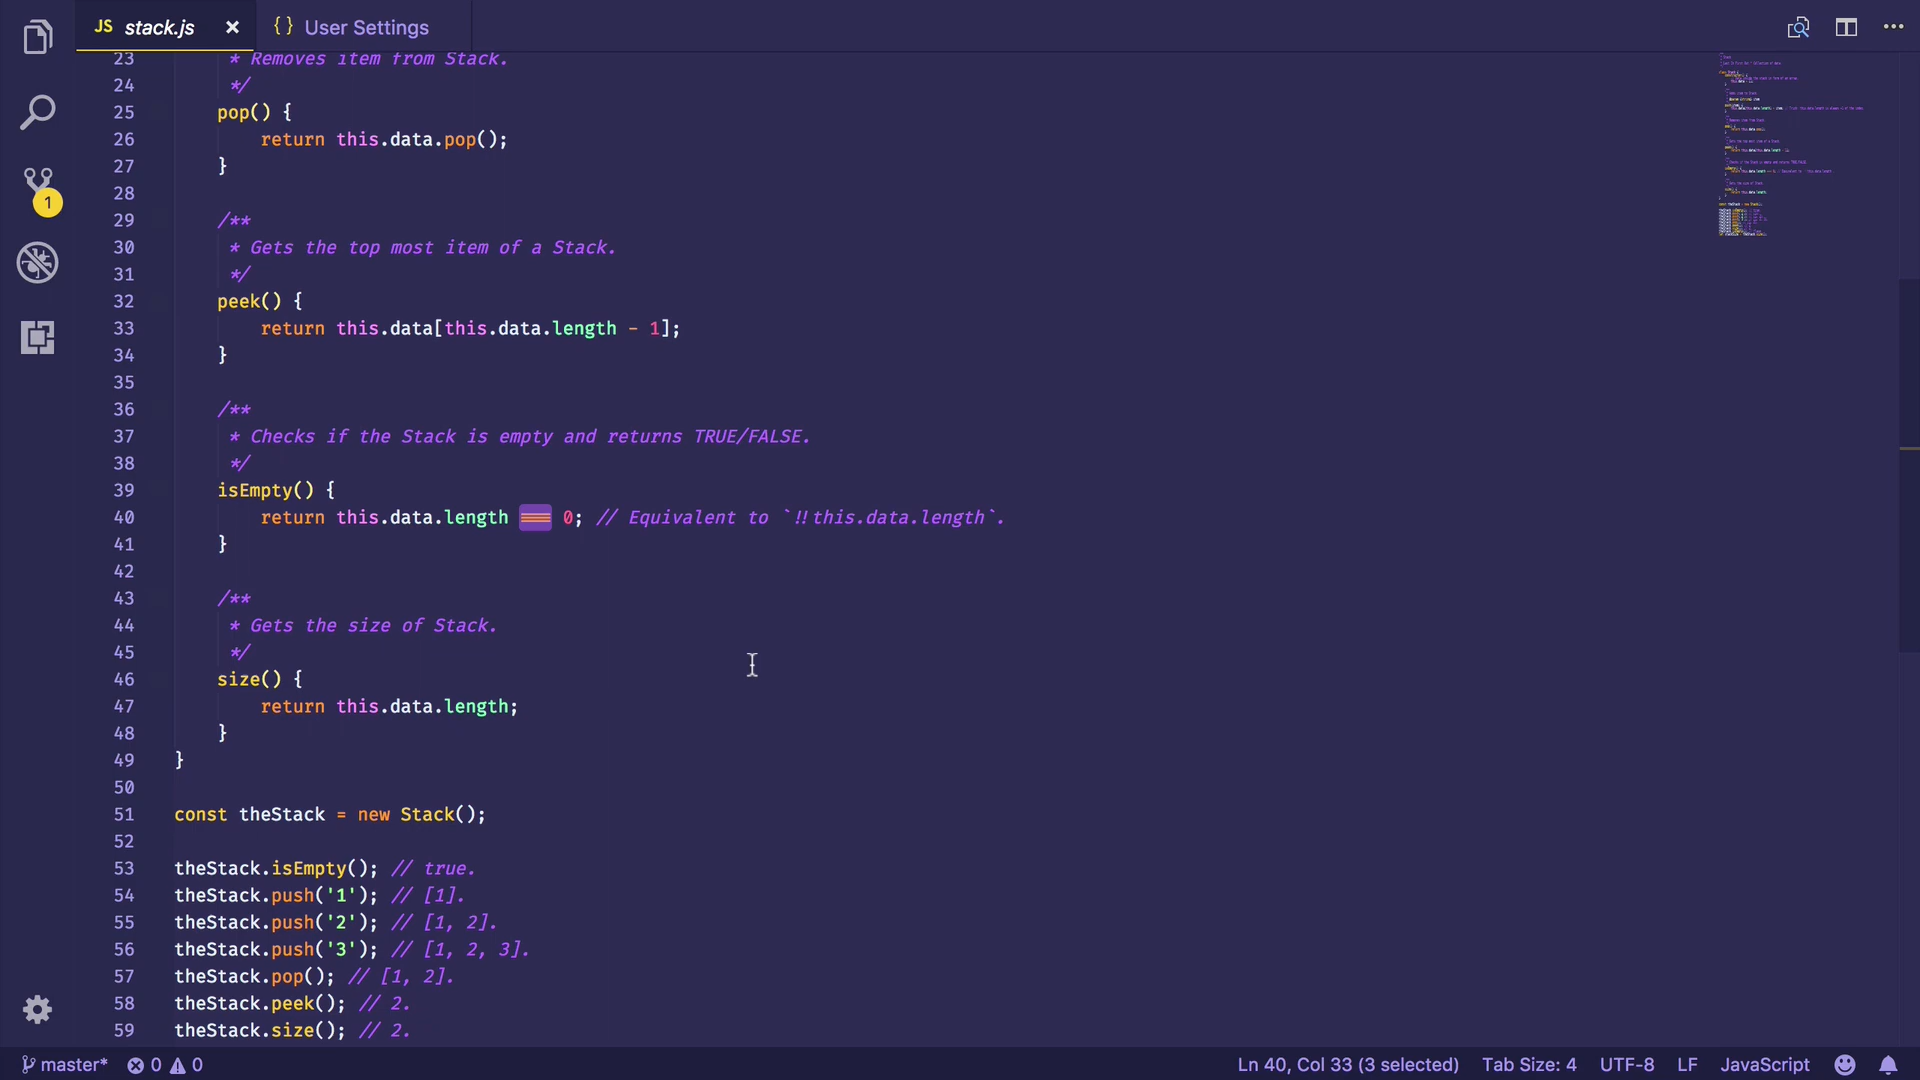 JS stack.js × {} User Settings
23 * Removes item from Stack.
24 */
25 pop() {
26 return this.data.pop();
27 }
28
29 /**
30 * Gets the top most item of a Stack.
31 */
32 peek() {
33 return this.data[this.data.length - 1];
34 }
35
36 /**
37 * Checks if the Stack is empty and returns TRUE/FALSE.
38 */
39 isEmpty() {
40 return this.data.length === 0; // Equivalent to `!!this.data.length`.
41 }
42
43 /**
44 * Gets the size of Stack.
45 */
46 size() {
47 return this.data.length;
48 }
49 }
50
51 const theStack = new Stack();
52
53 theStack.isEmpty(); // true.
54 theStack.push('1'); // [1].
55 theStack.push('2'); // [1, 2].
56 theStack.push('3'); // [1, 2, 3].
57 theStack.pop(); // [1, 2].
58 theStack.peek(); // 2.
59 theStack.size(); // 2.
1
master* 0 0 Ln 40, Col 33 (3 selected) Tab Size: 4 UTF-8 LF JavaScript